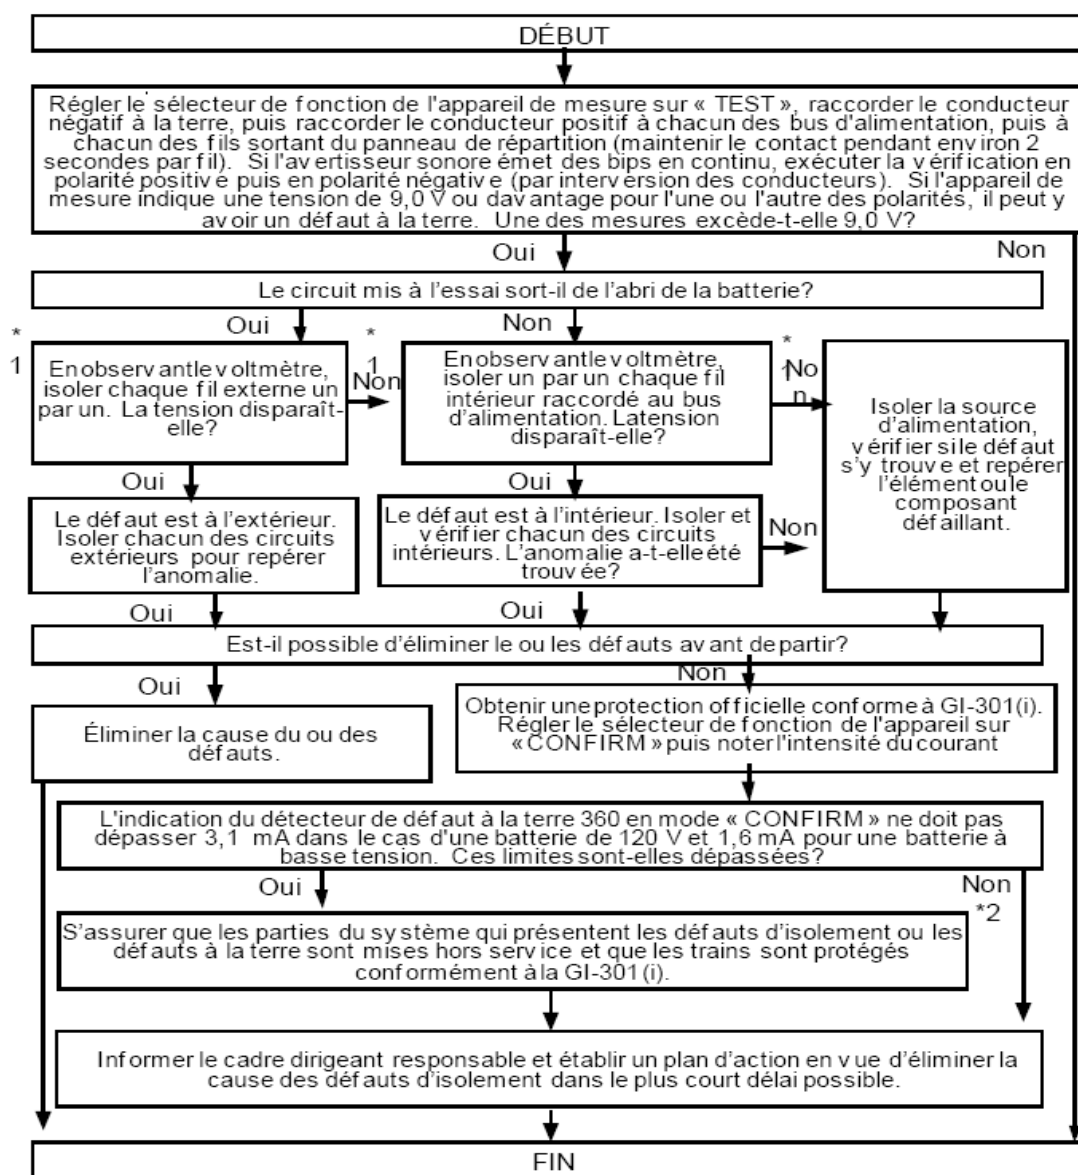 DÉBUT
Régler le sélecteur de fonction de l'appareil de mesure sur « TEST », raccorder le conducteur
négatif à la terre, puis raccorder le conducteur positif à chacun des bus d'alimentation, puis à
chacun des fils sortant du panneau de répartition (maintenir le contact pendant environ 2
secondes par fil). Si l'avertisseur sonore émet des bips en continu, exécuter la vérification en
polarité positive puis en polarité négative (par interversion des conducteurs). Si l'appareil de
mesure indique une tension de 9,0 V ou davantage pour l'une ou l'autre des polarités, il peut y
avoir un défaut à la terre. Une des mesures excède-t-elle 9,0 V?
Oui
Non
Le circuit mis à l'essai sort-il de l'abri de la batterie?
Oui
Non
*
1
En observant le voltmètre,
isoler chaque fil externe un
par un. La tension disparaît-
elle?
*
1
Non
En observant le voltmètre,
isoler un par un chaque fil
intérieur raccordé au bus
d'alimentation. La tension
disparaît-elle?
*
1
No
n
Isoler la source
d'alimentation,
vérifier si le défaut
s'y trouve et repérer
l'élément ou le
composant
défaillant.
Oui
Oui
Le défaut est à l'extérieur.
Isoler chacun des circuits
extérieurs pour repérer
l'anomalie.
Le défaut est à l'intérieur. Isoler et
vérifier chacun des circuits
intérieurs. L'anomalie a-t-elle été
trouvée?
Non
Oui
Oui
Est-il possible d'éliminer le ou les défauts avant de partir?
Oui
Non
Éliminer la cause du ou des
défauts.
Obtenir une protection officielle conforme à GI-301(i).
Régler le sélecteur de fonction de l'appareil sur
« CONFIRM » puis noter l'intensité du courant
L'indication du détecteur de défaut à la terre 360 en mode « CONFIRM » ne doit pas
dépasser 3,1 mA dans le cas d'une batterie de 120 V et 1,6 mA pour une batterie à
basse tension. Ces limites sont-elles dépassées?
Oui
Non
*2
S'assurer que les parties du système qui présentent les défauts d'isolement ou les
défauts à la terre sont mises hors service et que les trains sont protégés
conformément à la GI-301(i).
Informer le cadre dirigeant responsable et établir un plan d'action en vue d'éliminer la
cause des défauts d'isolement dans le plus court délai possible.
FIN